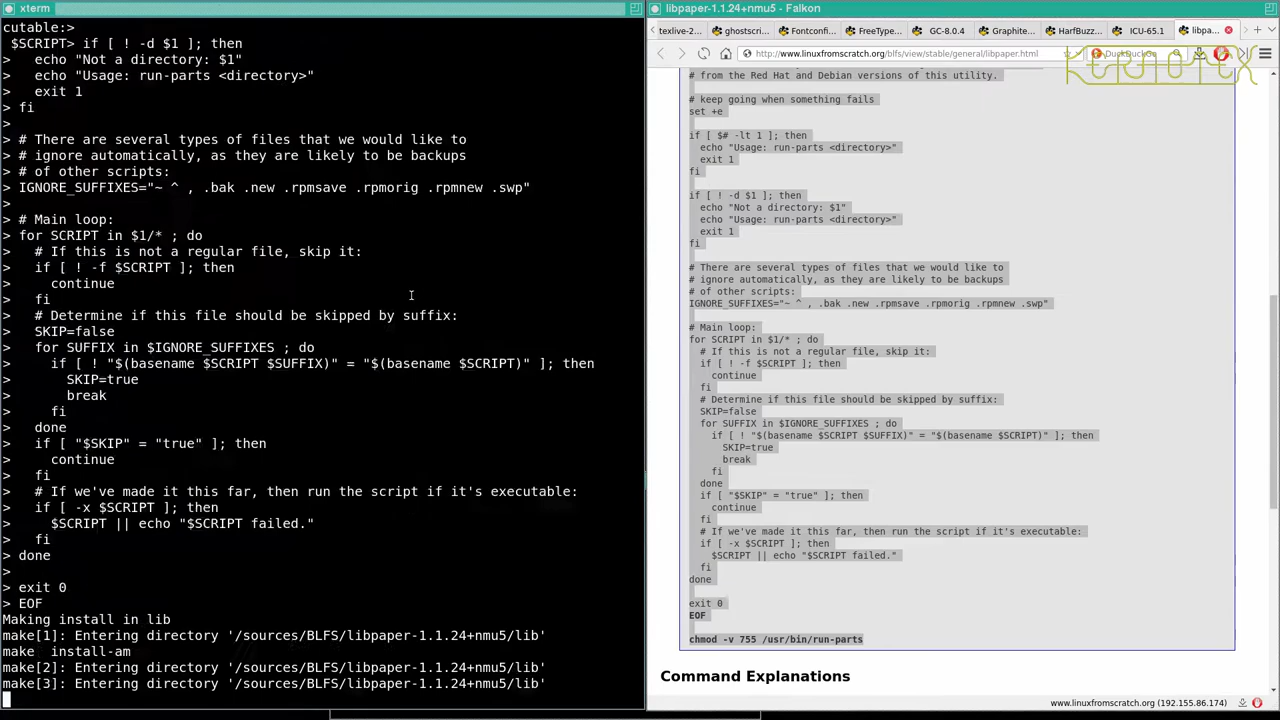 xterm
cutable:>
$SCRIPT> if [ ! -d $1 ]; then
>   echo "Not a directory: $1"
>   echo "Usage: run-parts <directory>"
>   exit 1
> fi
>
> # There are several types of files that we would like to
> # ignore automatically, as they are likely to be backups
> # of other scripts:
> IGNORE_SUFFIXES="~ ^ , .bak .new .rpmsave .rpmorig .rpmnew .swp"
>
> # Main loop:
> for SCRIPT in $1/* ; do
>   # If this is not a regular file, skip it:
>   if [ ! -f $SCRIPT ]; then
>     continue
>   fi
>   # Determine if this file should be skipped by suffix:
>   SKIP=false
>   for SUFFIX in $IGNORE_SUFFIXES ; do
>     if [ ! "$(basename $SCRIPT $SUFFIX)" = "$(basename $SCRIPT)" ]; then
>       SKIP=true
>       break
>     fi
>   done
>   if [ "$SKIP" = "true" ]; then
>     continue
>   fi
>   # If we've made it this far, then run the script if it's executable:
>   if [ -x $SCRIPT ]; then
>     $SCRIPT || echo "$SCRIPT failed."
>   fi
> done
>
> exit 0
> EOF
Making install in lib
make[1]: Entering directory '/sources/BLFS/libpaper-1.1.24+nmu5/lib'
make  install-am
make[2]: Entering directory '/sources/BLFS/libpaper-1.1.24+nmu5/lib'
make[3]: Entering directory '/sources/BLFS/libpaper-1.1.24+nmu5/lib'
libpaper-1.1.24+nmu5 - Falkon
texlive-2... ghostscri... Fontconfi... FreeType... GC-8.0.4 Graphite... HarfBuzz... ICU-65.1 libpa...
http://www.linuxfromscratch.org/blfs/view/stable/general/libpaper.html
DuckDuckGo
KERNOTEX
# from the Red Hat and Debian versions of this utility.
# keep going when something fails
set +e
if [ $# -lt 1 ]; then
  echo "Usage: run-parts <directory>"
  exit 1
fi
if [ ! -d $1 ]; then
  echo "Not a directory: $1"
  echo "Usage: run-parts <directory>"
  exit 1
fi
# There are several types of files that we would like to
# ignore automatically, as they are likely to be backups
# of other scripts:
IGNORE_SUFFIXES="~ ^ , .bak .new .rpmsave .rpmorig .rpmnew .swp"
# Main loop:
for SCRIPT in $1/* ; do
  # If this is not a regular file, skip it:
  if [ ! -f $SCRIPT ]; then
    continue
  fi
  # Determine if this file should be skipped by suffix:
  SKIP=false
  for SUFFIX in $IGNORE_SUFFIXES ; do
    if [ ! "$(basename $SCRIPT $SUFFIX)" = "$(basename $SCRIPT)" ]; then
      SKIP=true
      break
    fi
  done
  if [ "$SKIP" = "true" ]; then
    continue
  fi
  # If we've made it this far, then run the script if it's executable:
  if [ -x $SCRIPT ]; then
    $SCRIPT || echo "$SCRIPT failed."
  fi
done
exit 0
EOF
chmod -v 755 /usr/bin/run-parts
Command Explanations
www.linuxfromscratch.org (192.155.86.174)